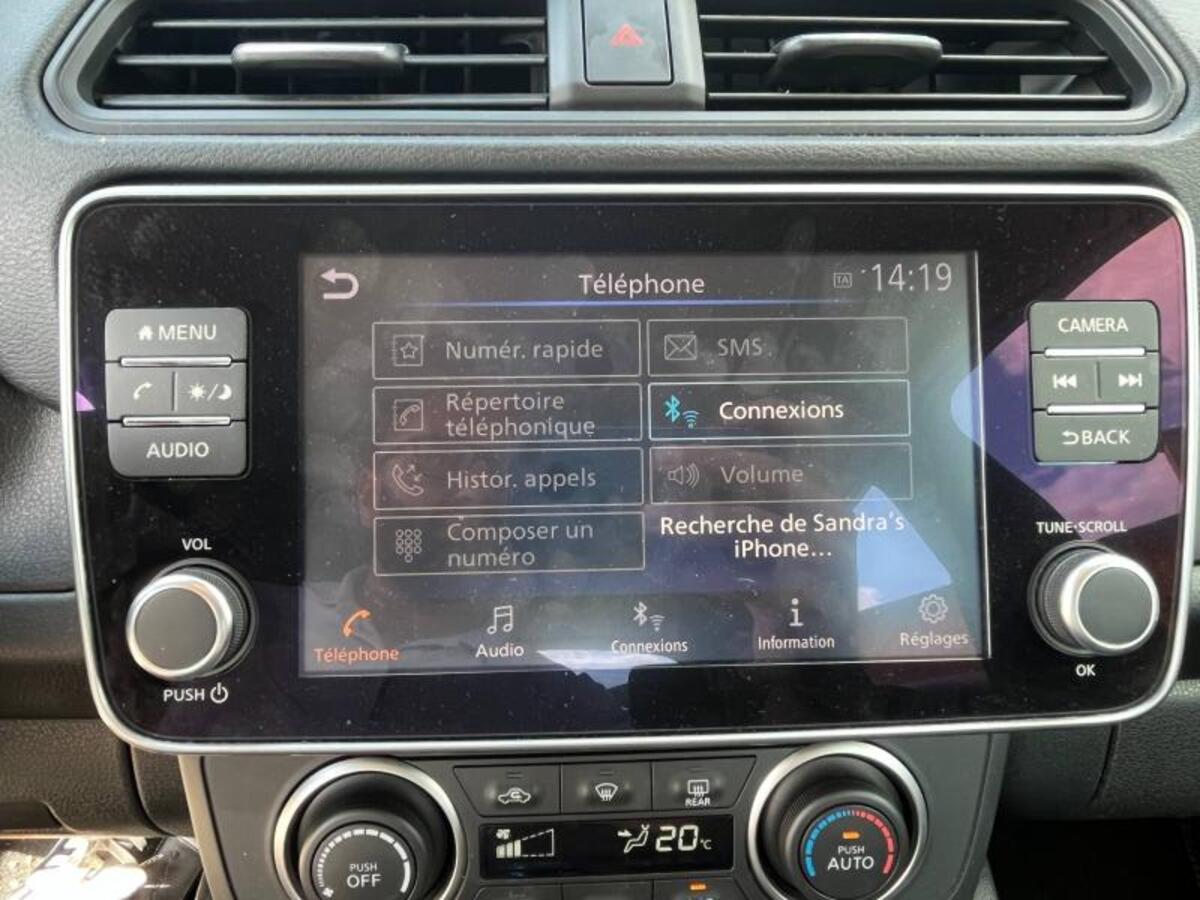 Téléphone
TA
14:19
MENU
CAMERA
Numér. rapide
SMS
Répertoire
téléphonique
Connexions
AUDIO
BACK
Histor. appels
Volume
Composer un
numéro
Recherche de Sandra's
iPhone...
VOL
TUNE·SCROLL
Téléphone
Audio
Connexions
Information
Réglages
PUSH
OK
REAR
PUSH
OFF
20°C
PUSH
AUTO